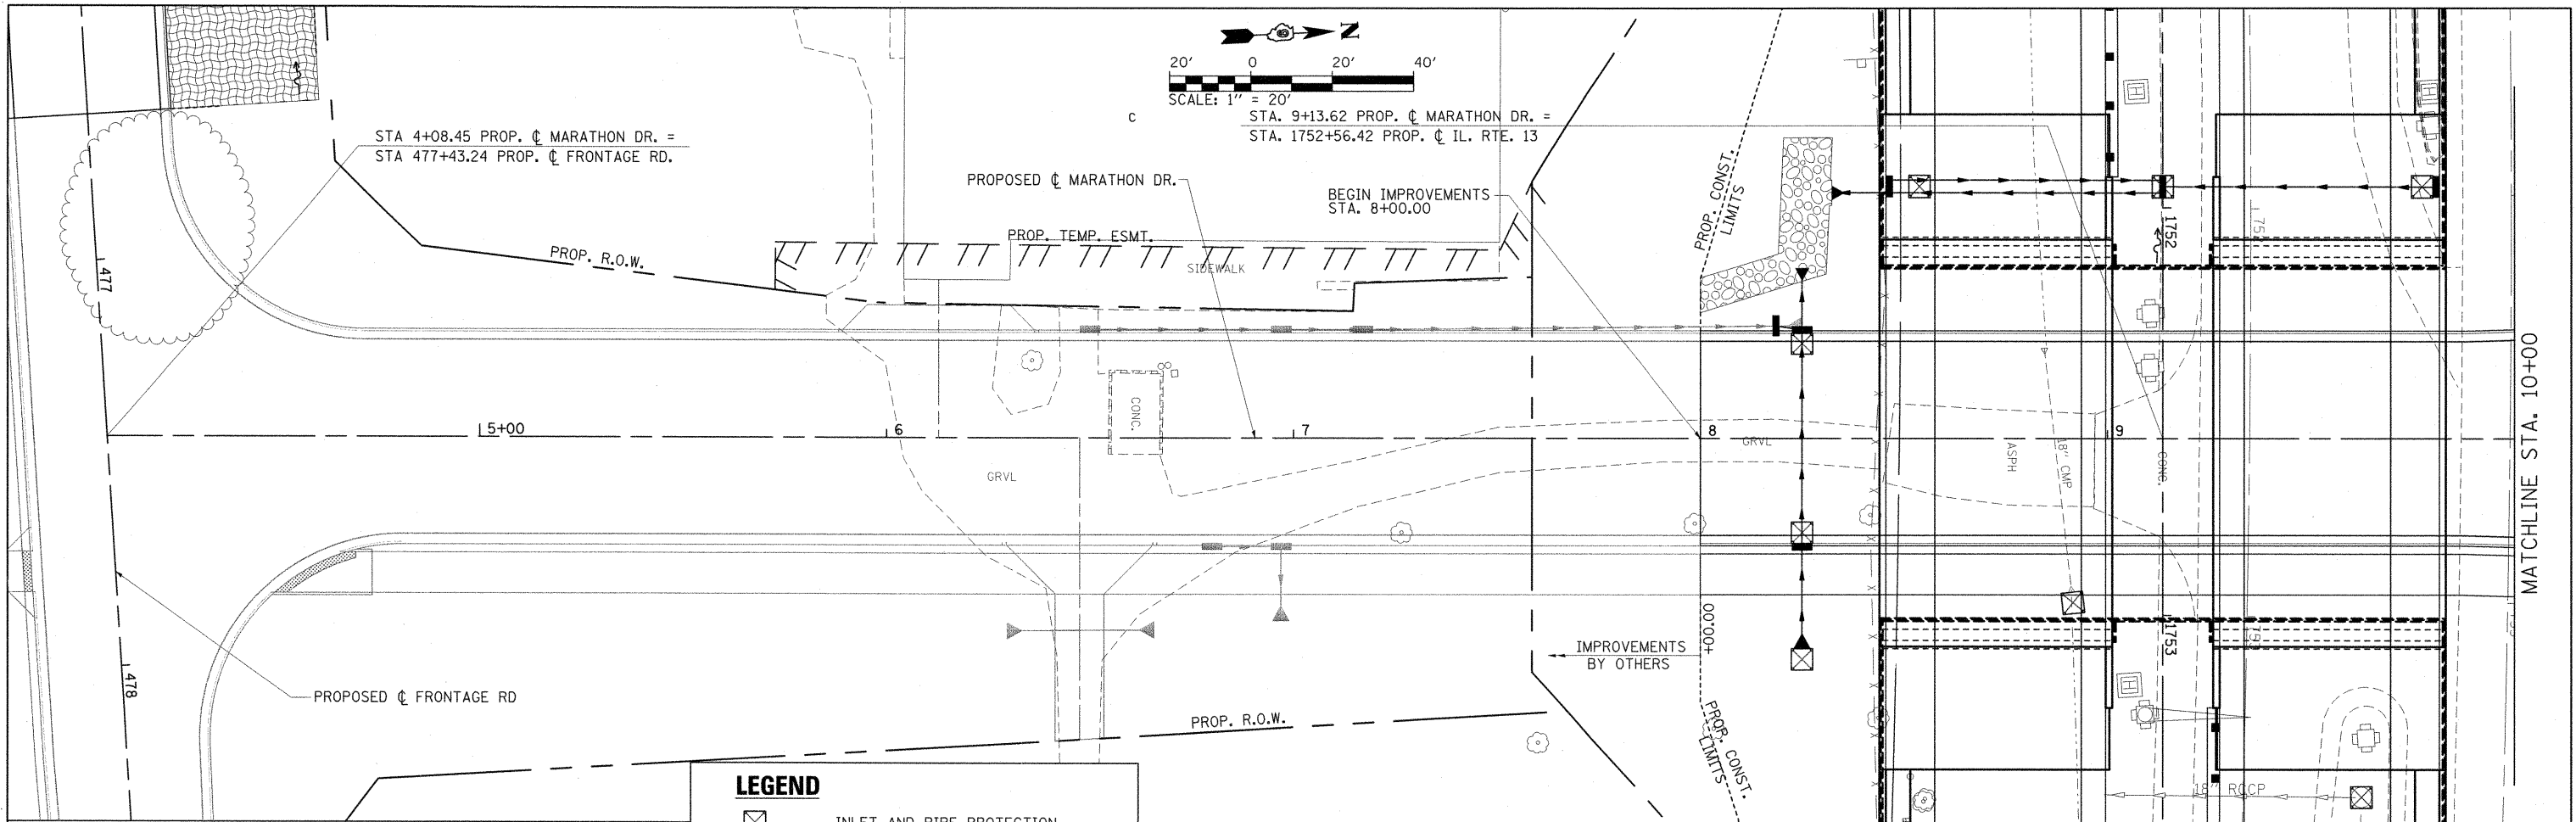 N
20' 0 20' 40'
SCALE: 1" = 20'
C
STA. 9+13.62 PROP. ℄ MARATHON DR. =
STA. 1752+56.42 PROP. ℄ IL. RTE. 13
STA 4+08.45 PROP. ℄ MARATHON DR. =
STA 477+43.24 PROP. ℄ FRONTAGE RD.
PROPOSED ℄ MARATHON DR.
BEGIN IMPROVEMENTS
STA. 8+00.00
PROP. CONST.
LIMITS
PROP. TEMP. ESMT.
PROP. R.O.W.
SIDEWALK
477
H
H
1752
CONC.
5+00
6
7
8
9
GRVL
GRVL
ASPH
18" CMP
CONC.
MATCHLINE STA. 10+00
+00.00
IMPROVEMENTS
BY OTHERS
1753
478
H
PROPOSED ℄ FRONTAGE RD
PROP. R.O.W.
PROP. CONST.
LIMITS
18" RCCP
LEGEND
INLET AND PIPE PROTECTION